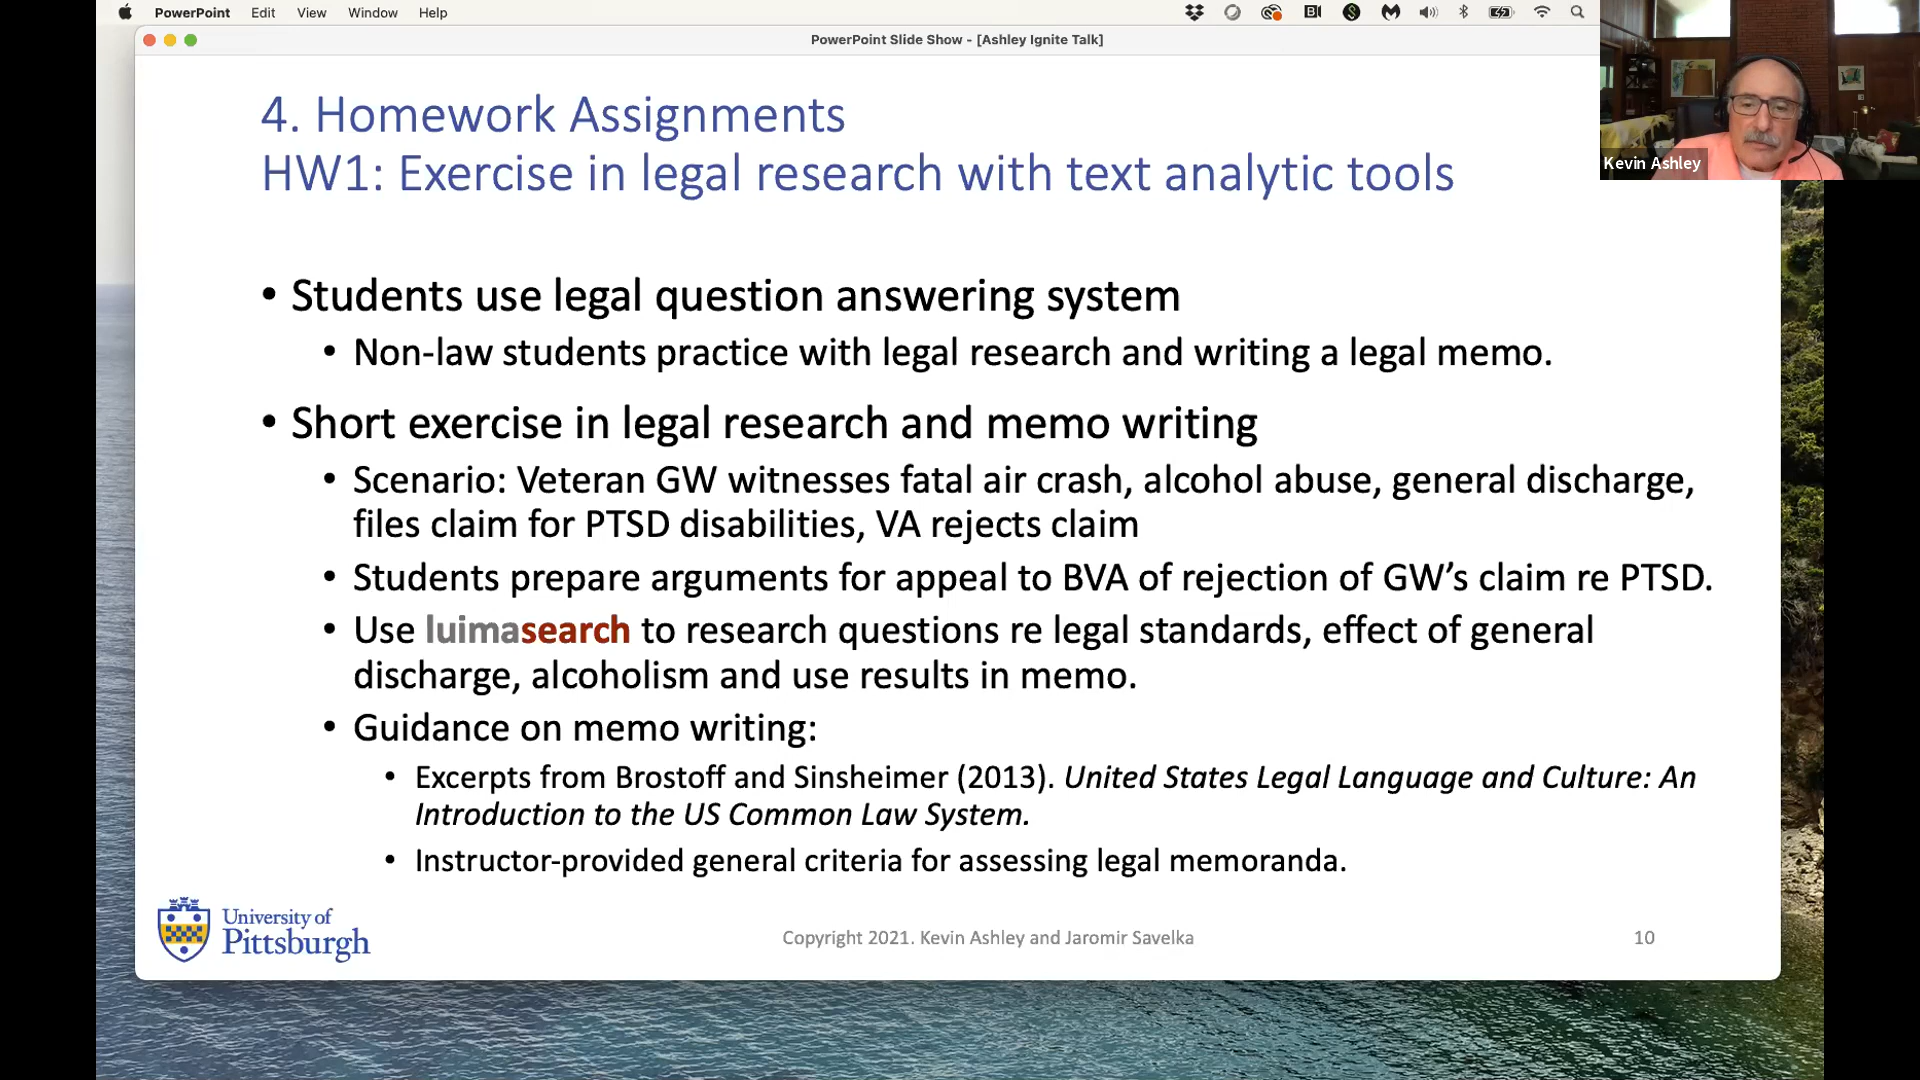 PowerPoint Edit View Window Help
PowerPoint Slide Show - [Ashley Ignite Talk]
Kevin Ashley
4. Homework Assignments
HW1: Exercise in legal research with text analytic tools
• Students use legal question answering system
• Non-law students practice with legal research and writing a legal memo.
• Short exercise in legal research and memo writing
• Scenario: Veteran GW witnesses fatal air crash, alcohol abuse, general discharge,
files claim for PTSD disabilities, VA rejects claim
• Students prepare arguments for appeal to BVA of rejection of GW’s claim re PTSD.
• Use luimasearch to research questions re legal standards, effect of general
discharge, alcoholism and use results in memo.
• Guidance on memo writing:
• Excerpts from Brostoff and Sinsheimer (2013). United States Legal Language and Culture: An
Introduction to the US Common Law System.
• Instructor-provided general criteria for assessing legal memoranda.
University of
Pittsburgh
Copyright 2021. Kevin Ashley and Jaromir Savelka
10